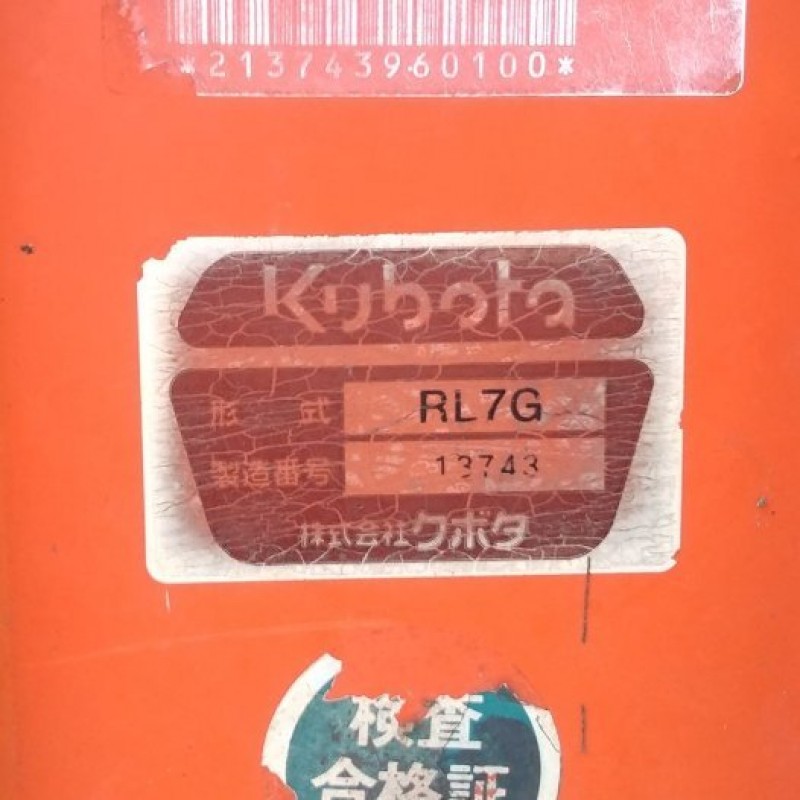 *213743960100*
Kubota
形式 RL7G
製造番号 13743
株式会社クボタ
検査
合格証